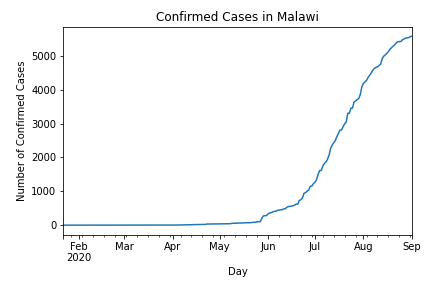 Confirmed Cases in Malawi
Number of Confirmed Cases
5000
4000
3000
2000
1000
0
Feb Mar Apr May Jun Jul Aug Sep
2020
Day